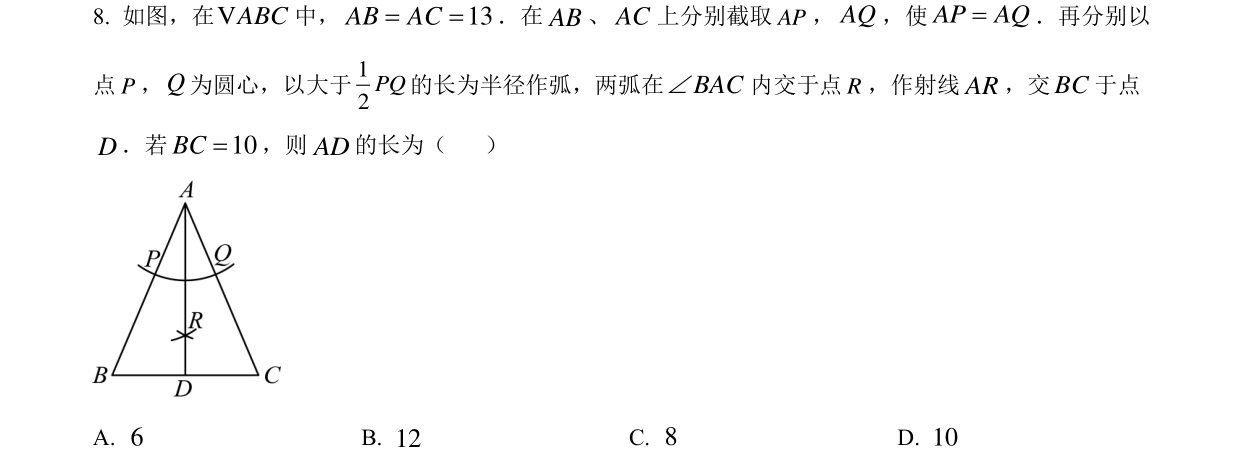 8. 如图，在VABC中，AB = AC = 13．在AB、AC上分别截取AP，AQ，使AP = AQ．再分别以
点P，Q为圆心，以大于\frac{1}{2}PQ的长为半径作弧，两弧在∠BAC内交于点R，作射线AR，交BC于点
D．若BC = 10，则AD的长为（　　）
A
P
Q
R
B
C
D
A. 6 B. 12 C. 8 D. 10